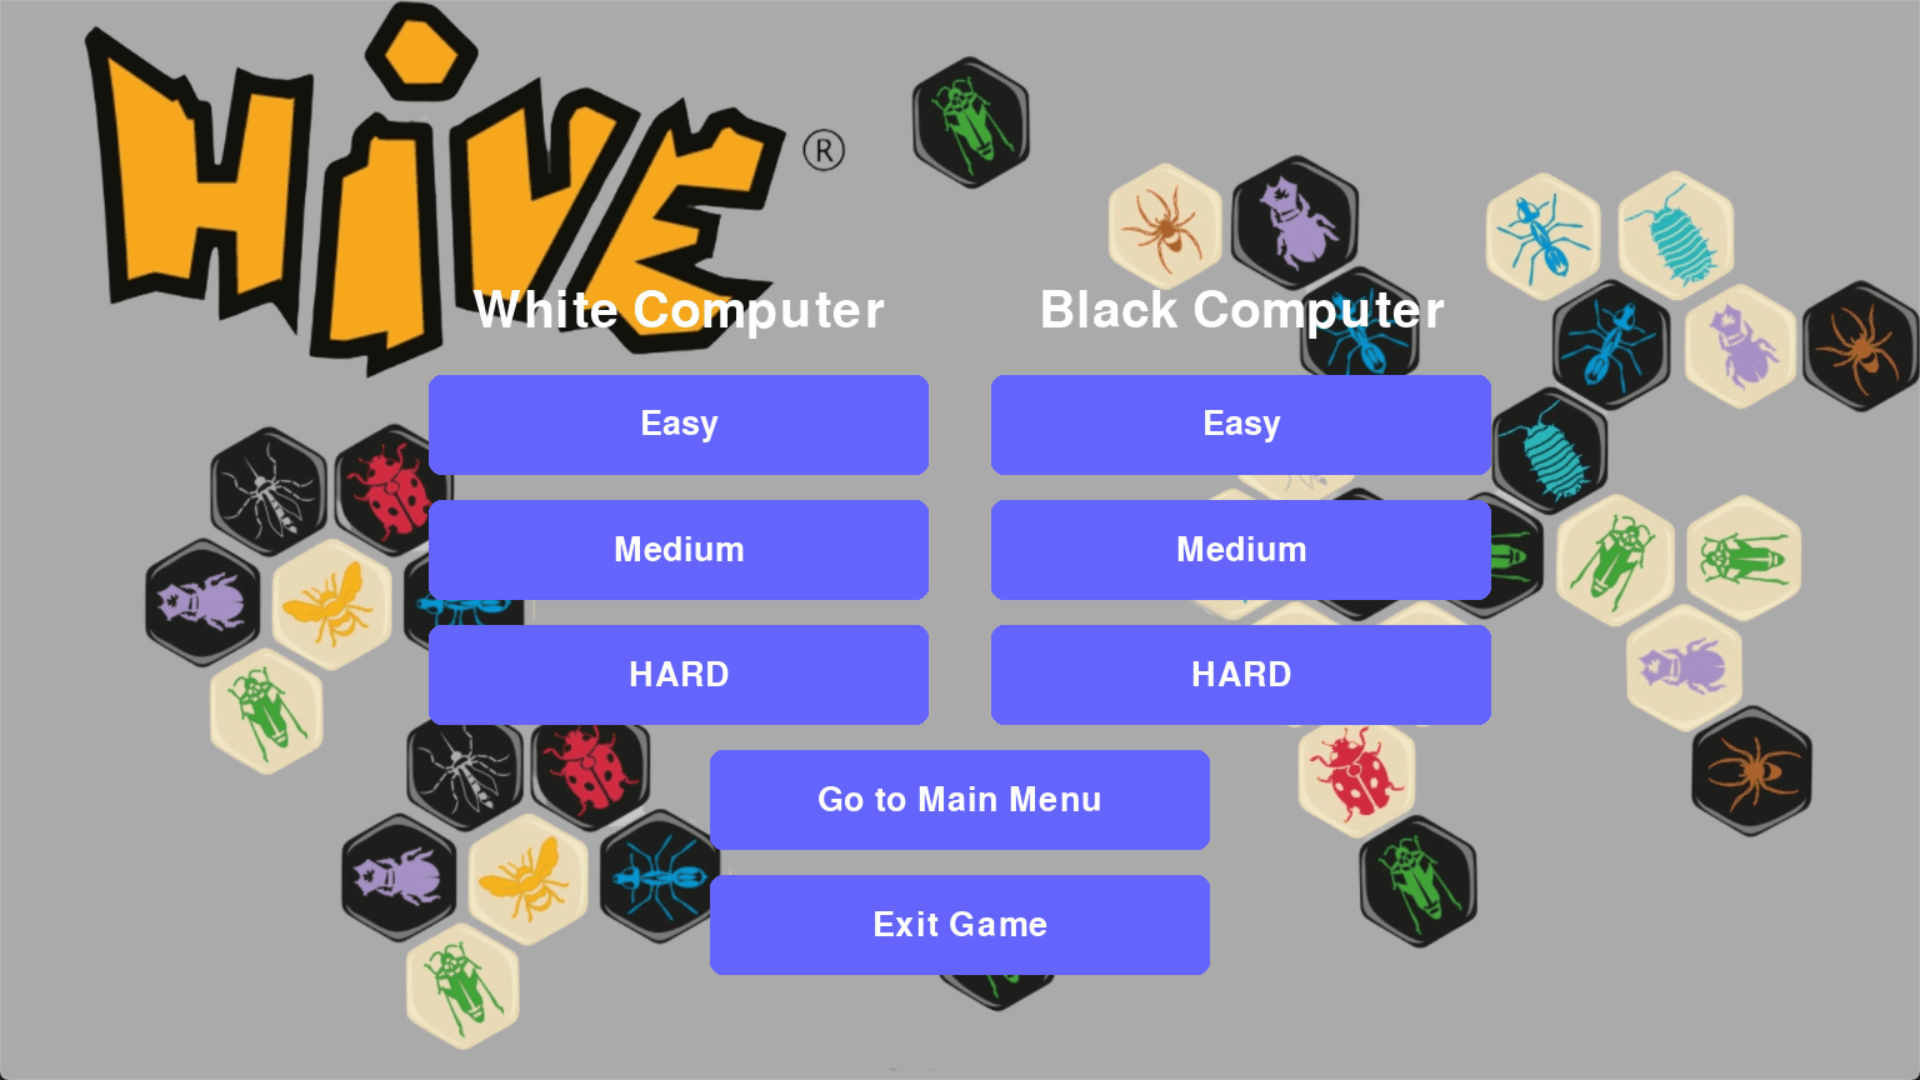 HiVE ®
White Computer
Black Computer
Easy
Easy
Medium
Medium
HARD
HARD
Go to Main Menu
Exit Game